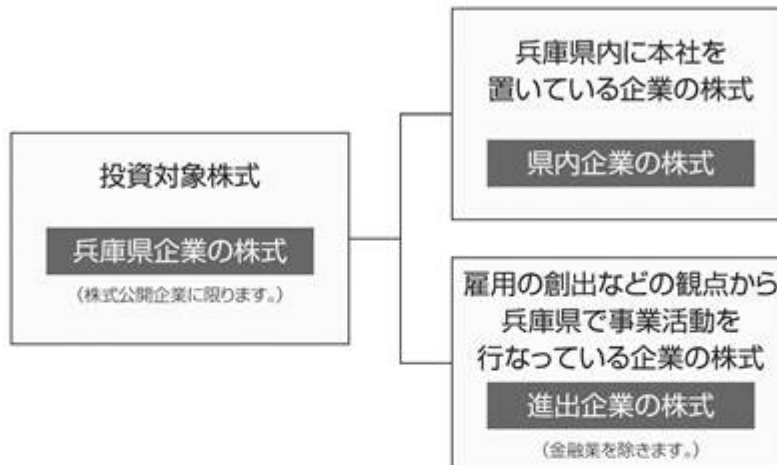 投資対象株式
兵庫県企業の株式
(株式公開企業に限ります。)
兵庫県内に本社を
置いている企業の株式
県内企業の株式
雇用の創出などの観点から
兵庫県で事業活動を
行なっている企業の株式
進出企業の株式
(金融業を除きます。)